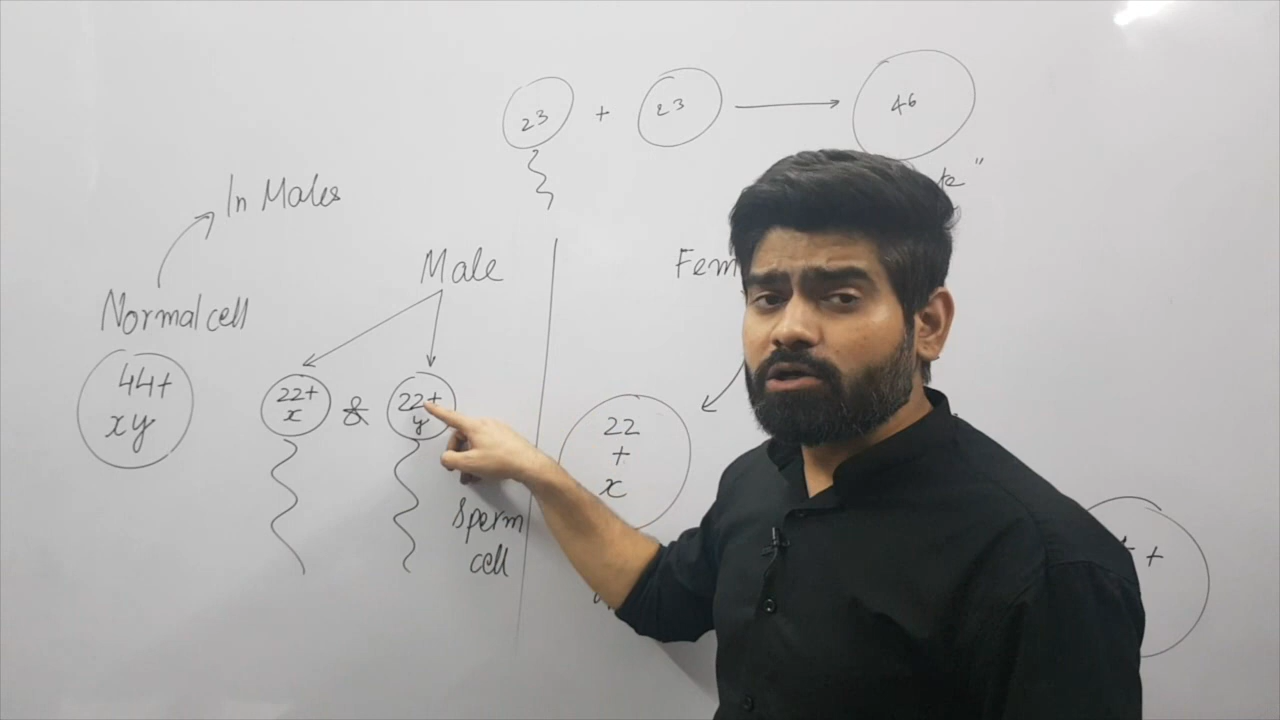 23 + 23 → 46
In Males
Male
Fem
Normal cell
44+
xy
22+
x
&
22+
y
22
+
x
Sperm
cell
+